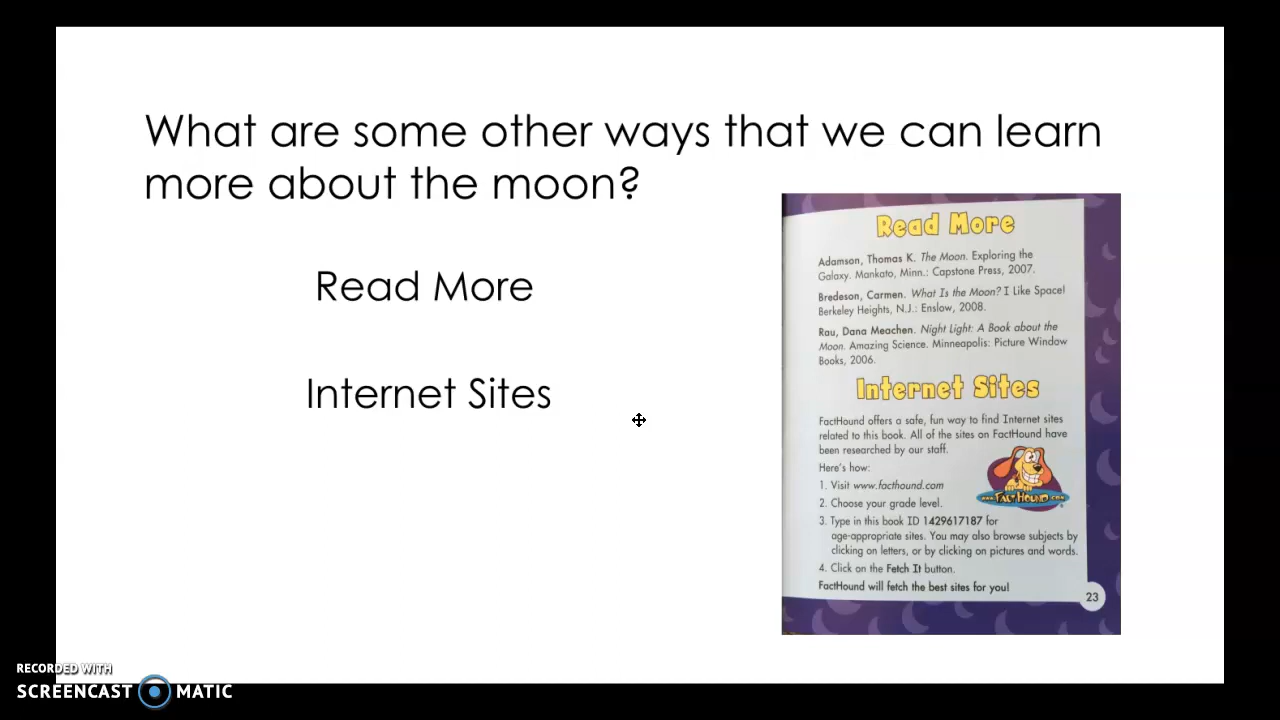 What are some other ways that we can learn
more about the moon?
Read More
Internet Sites
Read More
Adamson, Thomas K. The Moon. Exploring the
Galaxy. Mankato, Minn.: Capstone Press, 2007.
Bredeson, Carmen. What Is the Moon? I Like Space!
Berkeley Heights, N.J.: Enslow, 2008.
Rau, Dana Meachen. Night Light: A Book about the
Moon. Amazing Science. Minneapolis: Picture Window
Books, 2006.
Internet Sites
FactHound offers a safe, fun way to find Internet sites
related to this book. All of the sites on FactHound have
been researched by our staff.
Here's how:
1. Visit www.facthound.com
2. Choose your grade level.
3. Type in this book ID 1429617187 for
age-appropriate sites. You may also browse subjects by
clicking on letters, or by clicking on pictures and words.
4. Click on the Fetch It button.
FactHound will fetch the best sites for you!
www.FACTHOUND.com
23
RECORDED WITH
SCREENCAST MATIC